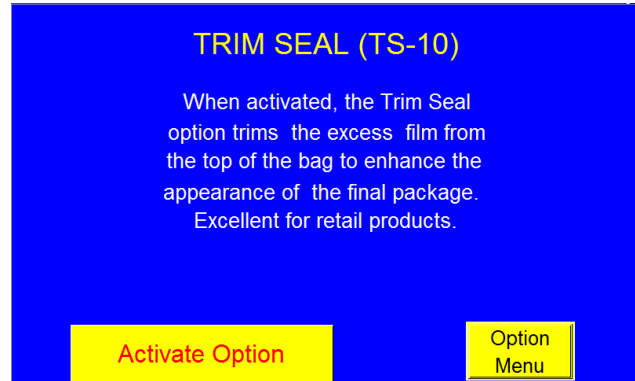 TRIM SEAL (TS-10)
When activated, the Trim Seal
option trims the excess film from
the top of the bag to enhance the
appearance of the final package.
Excellent for retail products.
Activate Option
Option
Menu